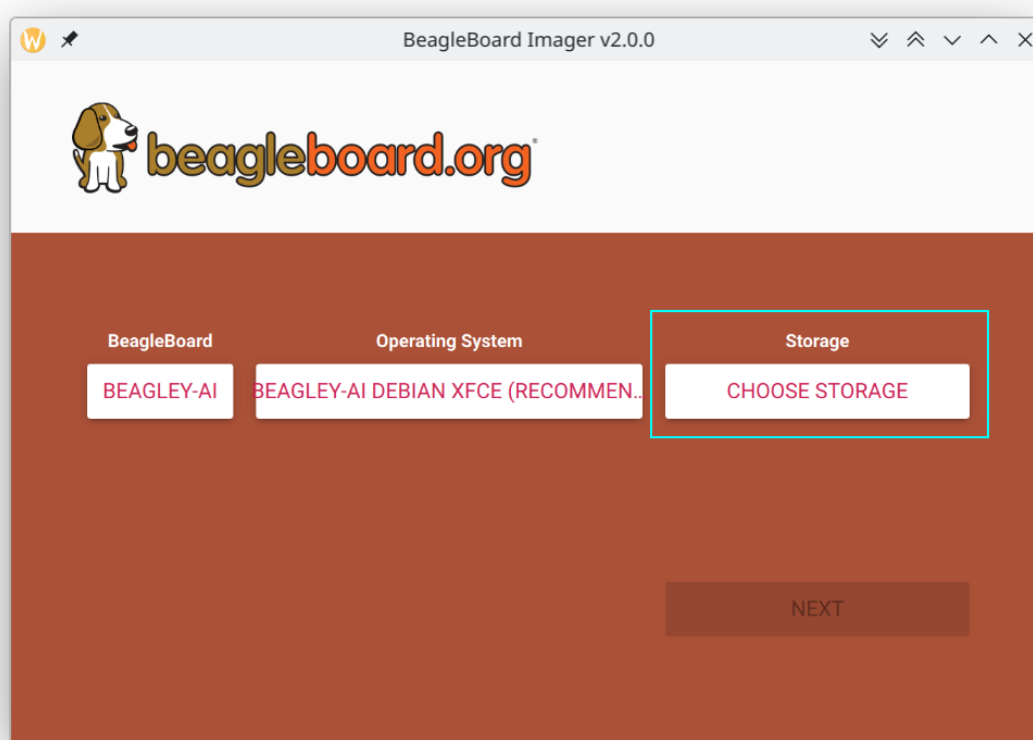 BeagleBoard Imager v2.0.0
beagleboard.org®
BeagleBoard
Operating System
Storage
BEAGLEY-AI
BEAGLEY-AI DEBIAN XFCE (RECOMMEN..
CHOOSE STORAGE
NEXT